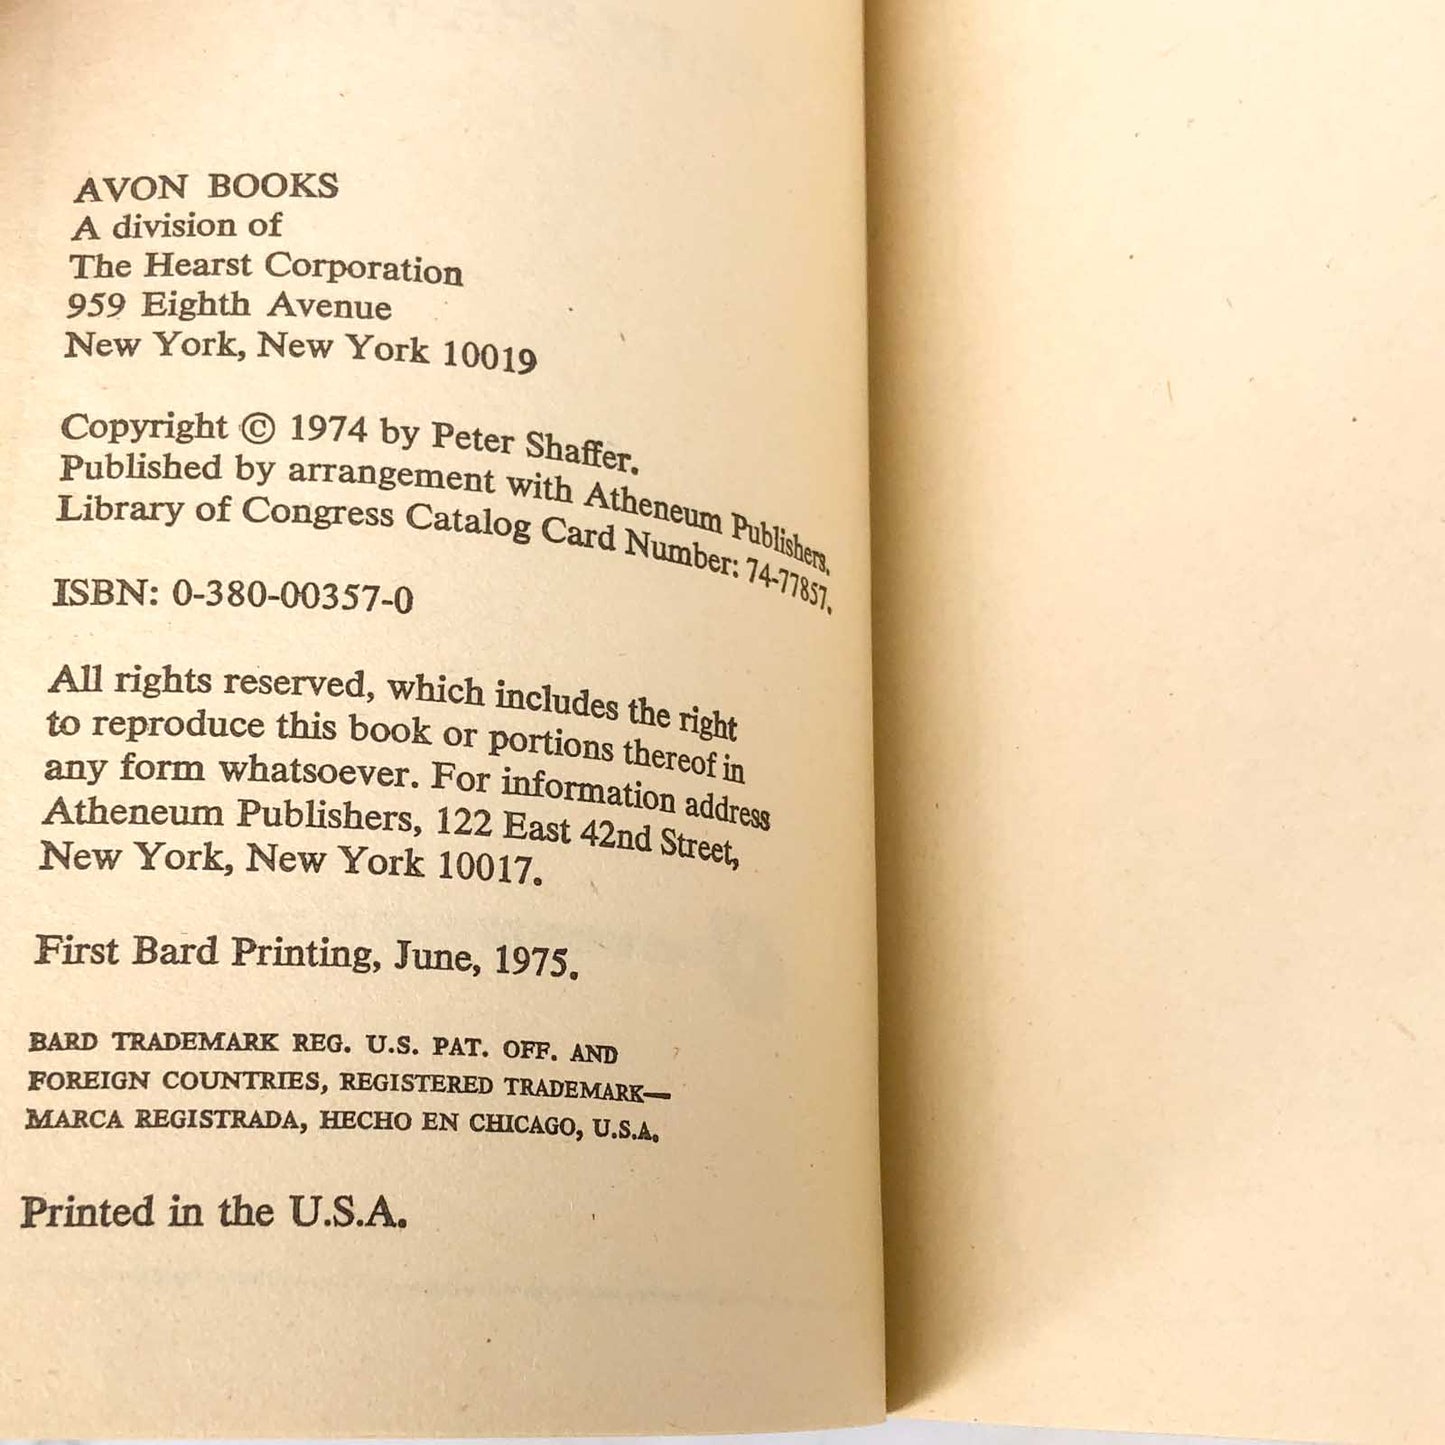 AVON BOOKS
A division of
The Hearst Corporation
959 Eighth Avenue
New York, New York 10019
Copyright © 1974 by Peter Shaffer.
Published by arrangement with Atheneum Publishers.
Library of Congress Catalog Card Number: 74-77857.
ISBN: 0-380-00357-0
All rights reserved, which includes the right
to reproduce this book or portions thereof in
any form whatsoever. For information address
Atheneum Publishers, 122 East 42nd Street,
New York, New York 10017.
First Bard Printing, June, 1975.
BARD TRADEMARK REG. U.S. PAT. OFF. AND
FOREIGN COUNTRIES, REGISTERED TRADEMARK—
MARCA REGISTRADA, HECHO EN CHICAGO, U.S.A.
Printed in the U.S.A.